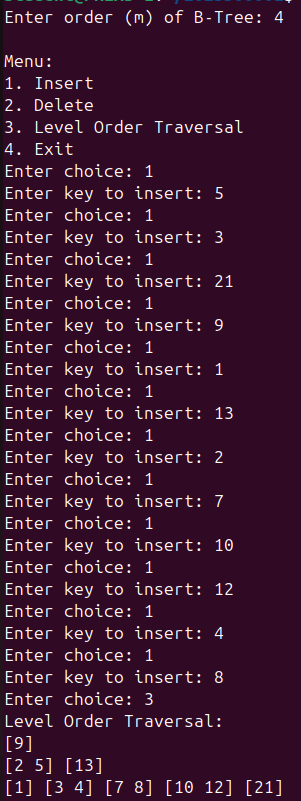 Enter order (m) of B-Tree: 4
Menu:
1. Insert
2. Delete
3. Level Order Traversal
4. Exit
Enter choice: 1
Enter key to insert: 5
Enter choice: 1
Enter key to insert: 3
Enter choice: 1
Enter key to insert: 21
Enter choice: 1
Enter key to insert: 9
Enter choice: 1
Enter key to insert: 1
Enter choice: 1
Enter key to insert: 13
Enter choice: 1
Enter key to insert: 2
Enter choice: 1
Enter key to insert: 7
Enter choice: 1
Enter key to insert: 10
Enter choice: 1
Enter key to insert: 12
Enter choice: 1
Enter key to insert: 4
Enter choice: 1
Enter key to insert: 8
Enter choice: 3
Level Order Traversal:
[9]
[2 5] [13]
[1] [3 4] [7 8] [10 12] [21]